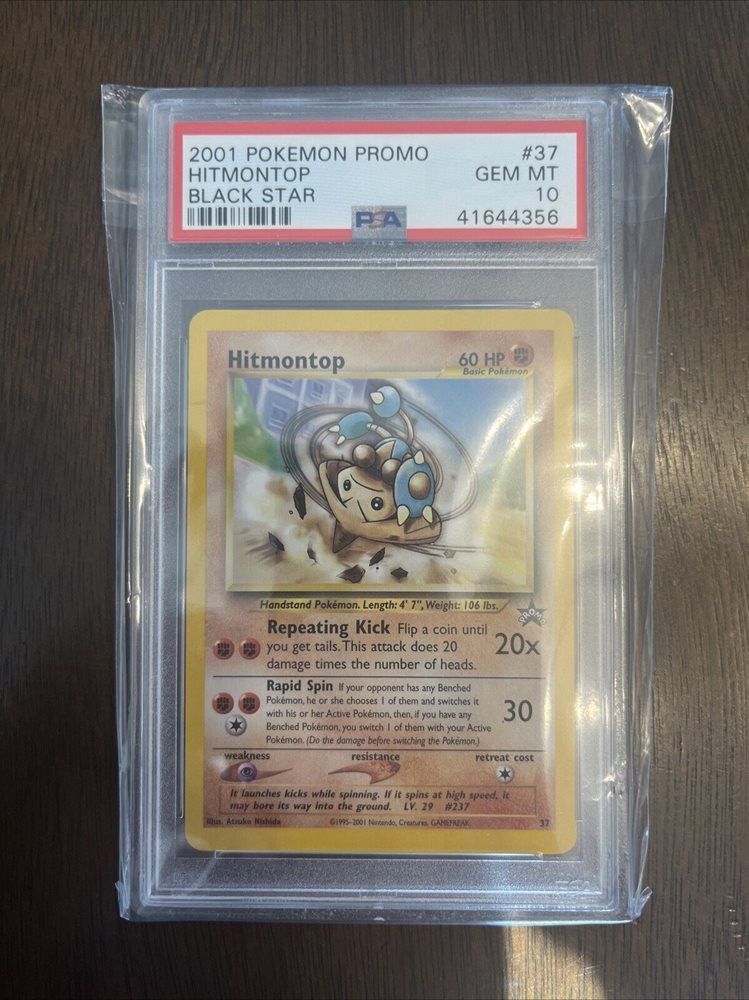 2001 POKEMON PROMO #37
HITMONTOP GEM MT
BLACK STAR 10
PSA 41644356
Hitmontop 60 HP
Basic Pokémon
Handstand Pokémon. Length: 4' 7", Weight: 106 lbs.
PROMO
Repeating Kick Flip a coin until
you get tails. This attack does 20
damage times the number of heads.
20x
Rapid Spin If your opponent has any Benched
Pokémon, he or she chooses 1 of them and switches it
with his or her Active Pokémon, then, if you have any
Benched Pokémon, you switch 1 of them with your Active
Pokémon. (Do the damage before switching the Pokémon.)
30
weakness resistance retreat cost
It launches kicks while spinning. If it spins at high speed, it
may bore its way into the ground. LV. 29 #237
Illus. Atsuko Nishida ©1995-2001 Nintendo, Creatures, GAMEFREAK. 37